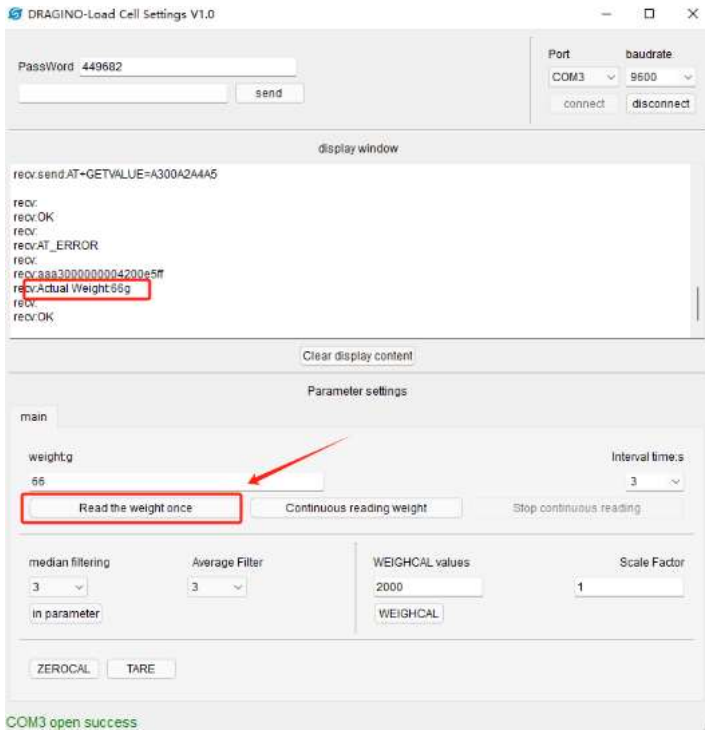 DRAGINO-Load Cell Settings V1.0
PassWord 449682
send
Port baudrate
COM3 9600
connect disconnect
display window
recv:send:AT+GETVALUE=A300A2A4A5
recv:
recv:OK
recv:
recv:AT_ERROR
recv:
recv:aaa3000000004200e5ff
recv:Actual Weight:66g
recv:
recv:OK
Clear display content
Parameter settings
main
weight:g Interval time:s
66 3
Read the weight once Continuous reading weight Stop continuous reading
median filtering Average Filter WEIGHCAL values Scale Factor
3 3 2000 1
in parameter WEIGHCAL
ZEROCAL TARE
COM3 open success